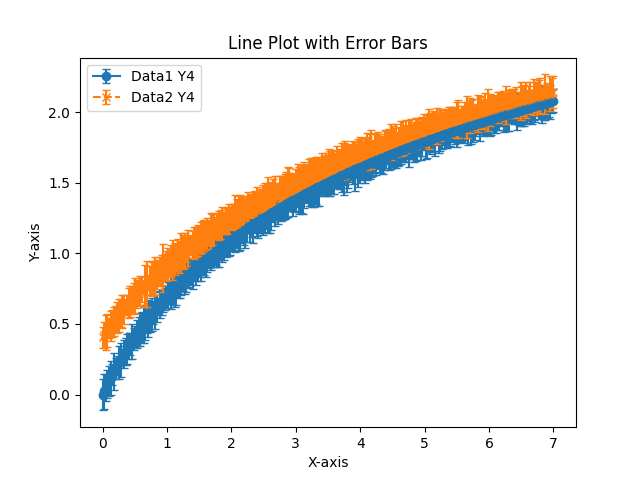 Line Plot with Error Bars
Data1 Y4
Data2 Y4
Y-axis
2.0
1.5
1.0
0.5
0.0
0 1 2 3 4 5 6 7
X-axis